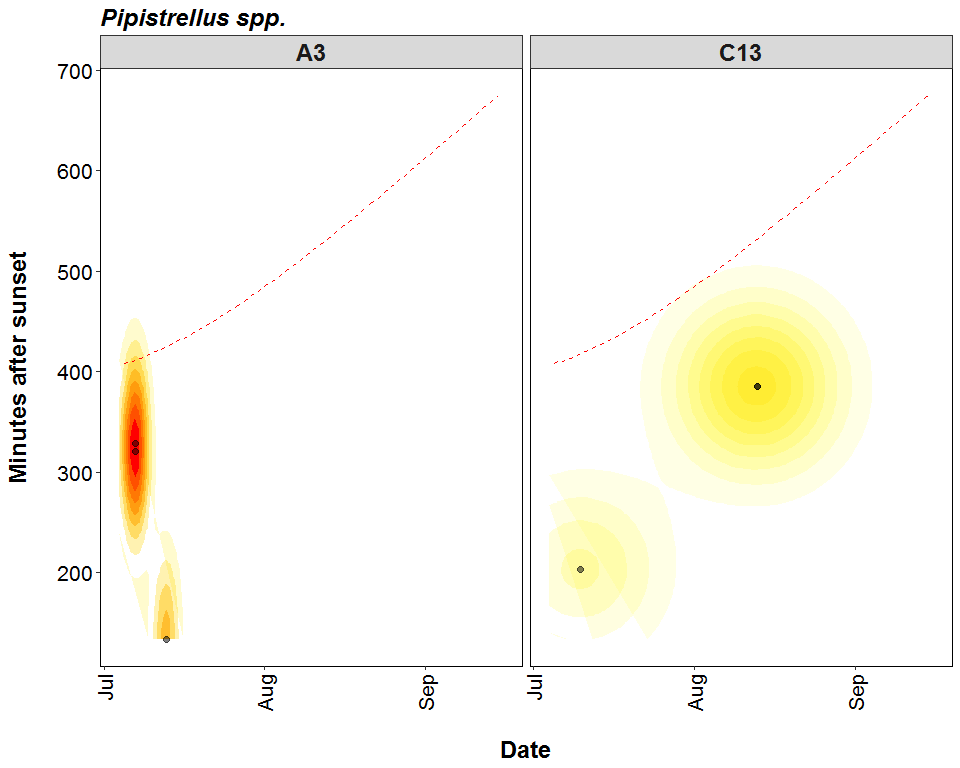 Pipistrellus spp.
A3
C13
Minutes after sunset
700
600
500
400
300
200
Jul
Aug
Sep
Jul
Aug
Sep
Date